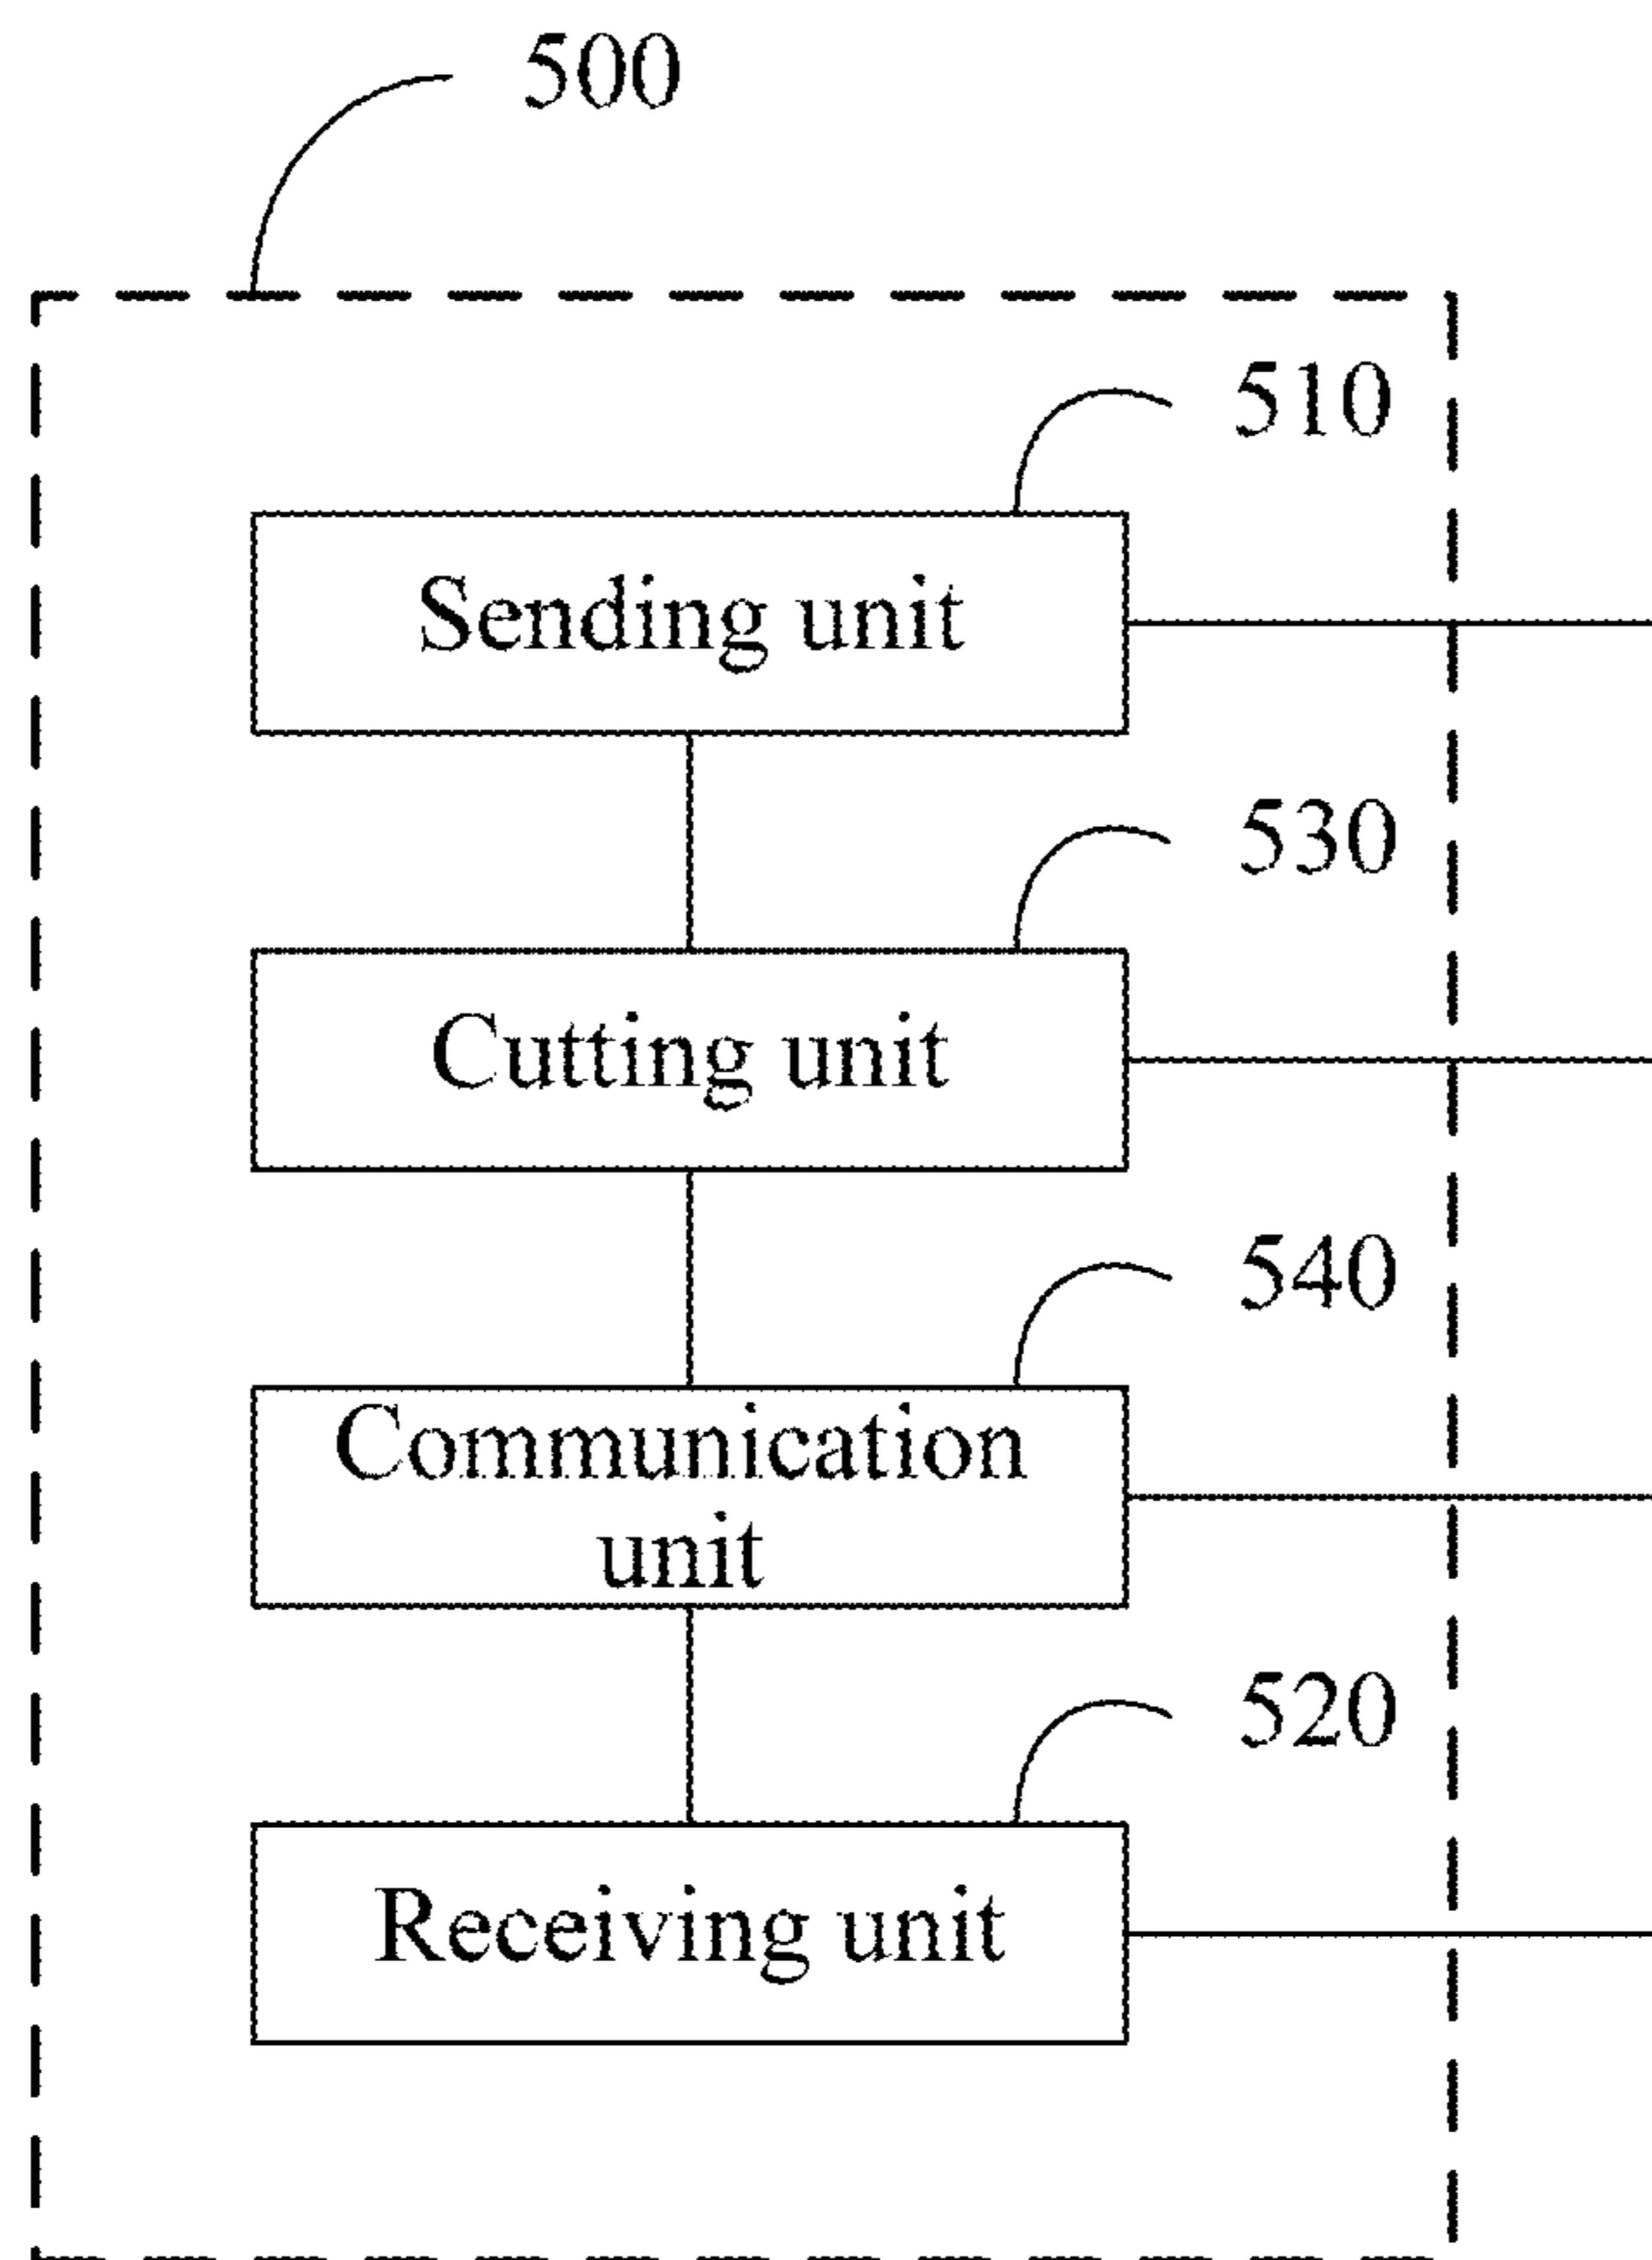 500
510
Sending unit
530
Cutting unit
540
Communication
unit
520
Receiving unit